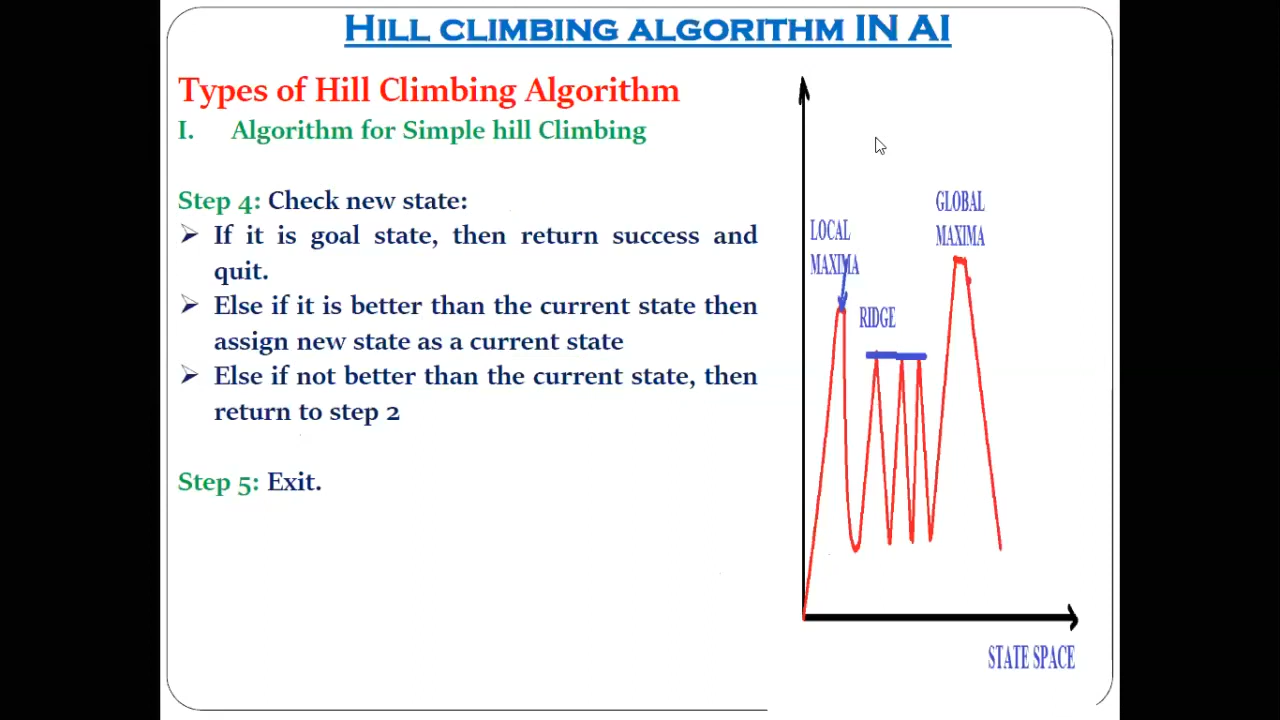 HILL CLIMBING ALGORITHM IN AI
Types of Hill Climbing Algorithm
I. Algorithm for Simple hill Climbing
Step 4: Check new state:
➢ If it is goal state, then return success and
quit.
➢ Else if it is better than the current state then
assign new state as a current state
➢ Else if not better than the current state, then
return to step 2
Step 5: Exit.
LOCAL
MAXIMA
RIDGE
GLOBAL
MAXIMA
STATE SPACE